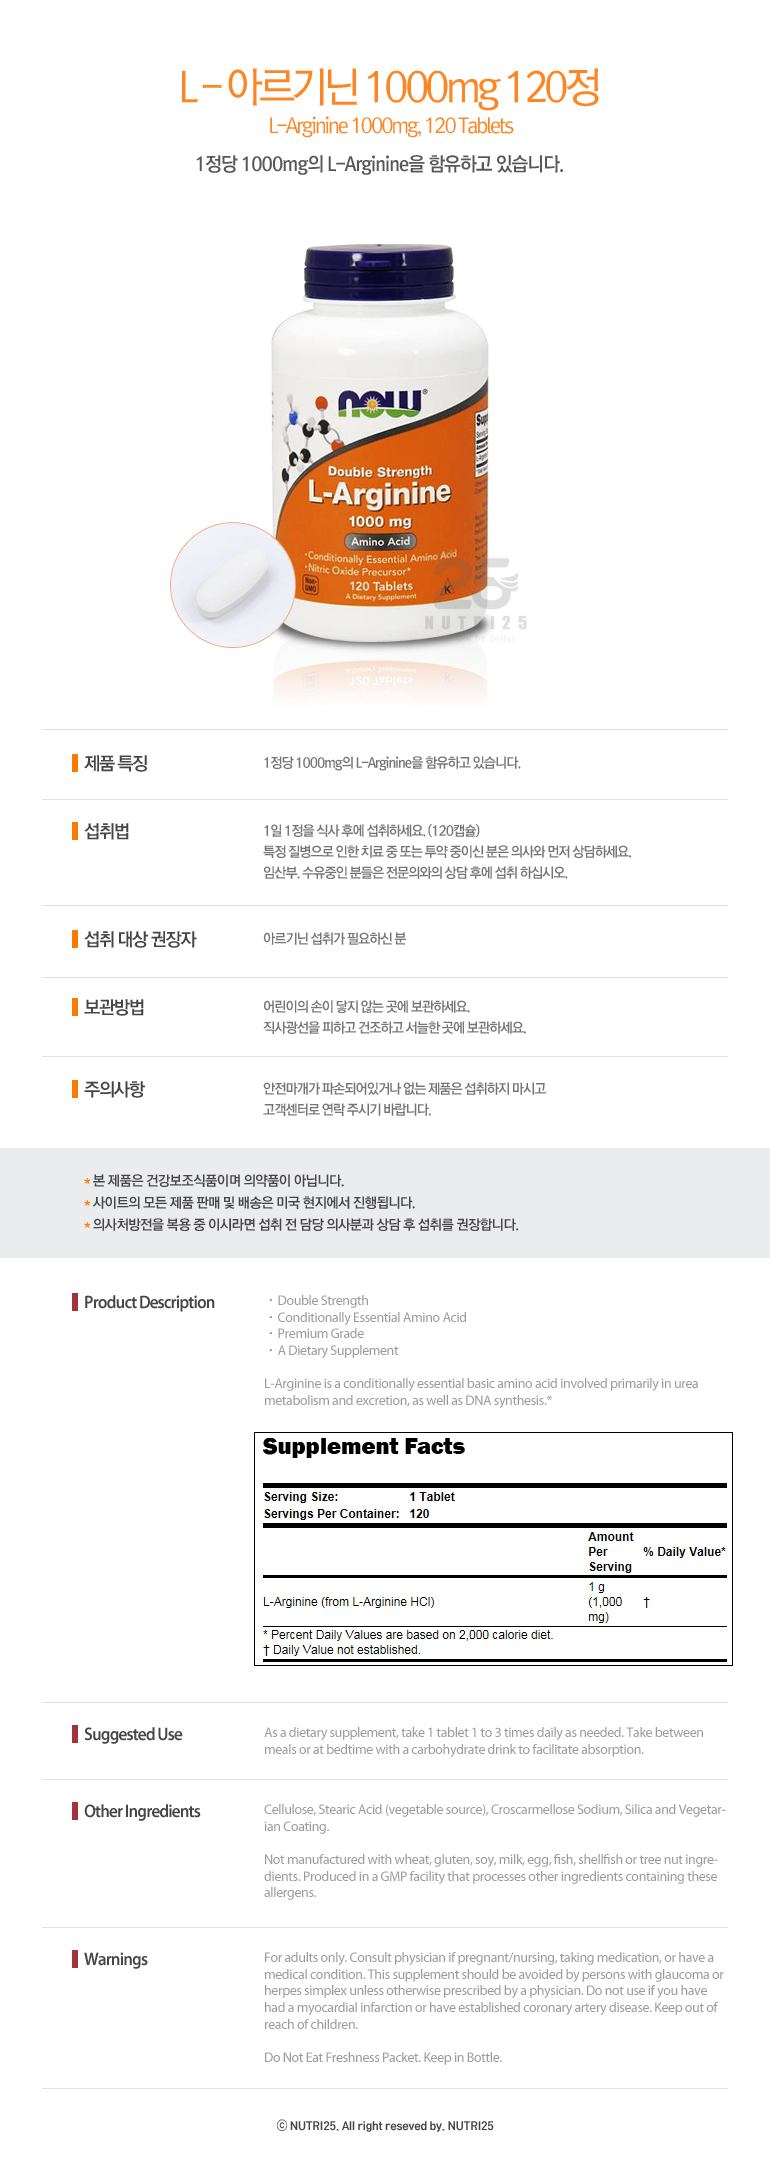 L - 아르기닌 1000mg 120정
L-Arginine 1000mg, 120 Tablets
1정당 1000mg의 L-Arginine을 함유하고 있습니다.
now®
Double Strength
L-Arginine
1000 mg
Amino Acid
·Conditionally Essential Amino Acid
·Nitric Oxide Precursor*
Non-GMO
120 Tablets
A Dietary Supplement
K
25
NUTRI25
제품 특징
1정당 1000mg의 L-Arginine을 함유하고 있습니다.
섭취법
1일 1정을 식사 후에 섭취하세요. (120캡슐)
특정 질병으로 인한 치료 중 또는 투약 중이신 분은 의사와 먼저 상담하세요.
임산부. 수유중인 분들은 전문의와의 상담 후에 섭취 하십시오.
섭취 대상 권장자
아르기닌 섭취가 필요하신 분
보관방법
어린이의 손이 닿지 않는 곳에 보관하세요.
직사광선을 피하고 건조하고 서늘한 곳에 보관하세요.
주의사항
안전마개가 파손되어있거나 없는 제품은 섭취하지 마시고
고객센터로 연락 주시기 바랍니다.
* 본 제품은 건강보조식품이며 의약품이 아닙니다.
* 사이트의 모든 제품 판매 및 배송은 미국 현지에서 진행됩니다.
* 의사처방전을 복용 중 이시라면 섭취 전 담당 의사분과 상담 후 섭취를 권장합니다.
Product Description
· Double Strength
· Conditionally Essential Amino Acid
· Premium Grade
· A Dietary Supplement
L-Arginine is a conditionally essential basic amino acid involved primarily in urea
metabolism and excretion, as well as DNA synthesis.*
Supplement Facts
Serving Size: 1 Tablet
Servings Per Container: 120
Amount
Per
Serving
% Daily Value*
L-Arginine (from L-Arginine HCl)
1 g
(1,000
mg)
†
* Percent Daily Values are based on 2,000 calorie diet.
† Daily Value not established.
Suggested Use
As a dietary supplement, take 1 tablet 1 to 3 times daily as needed. Take between
meals or at bedtime with a carbohydrate drink to facilitate absorption.
Other Ingredients
Cellulose, Stearic Acid (vegetable source), Croscarmellose Sodium, Silica and Vegetar-
ian Coating.
Not manufactured with wheat, gluten, soy, milk, egg, fish, shellfish or tree nut ingre-
dients. Produced in a GMP facility that processes other ingredients containing these
allergens.
Warnings
For adults only. Consult physician if pregnant/nursing, taking medication, or have a
medical condition. This supplement should be avoided by persons with glaucoma or
herpes simplex unless otherwise prescribed by a physician. Do not use if you have
had a myocardial infarction or have established coronary artery disease. Keep out of
reach of children.
Do Not Eat Freshness Packet. Keep in Bottle.
ⓒ NUTRI25. All right reseved by. NUTRI25